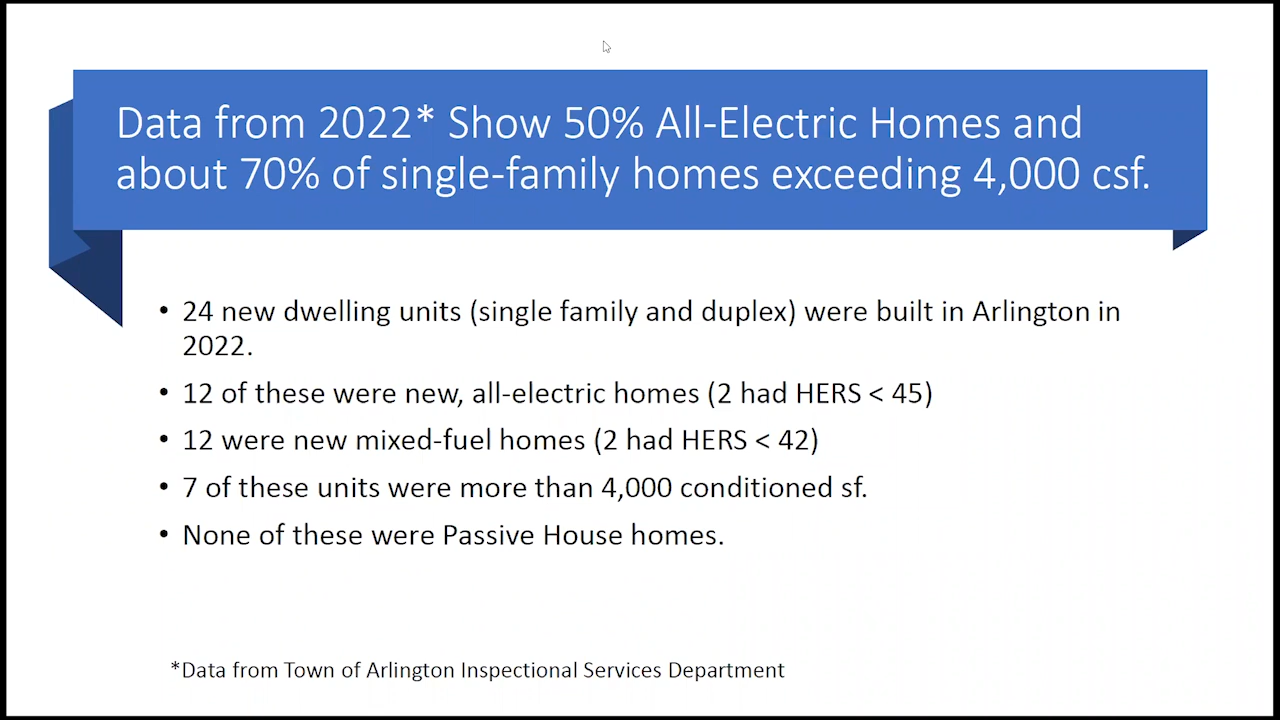 Data from 2022* Show 50% All-Electric Homes and
about 70% of single-family homes exceeding 4,000 csf.
• 24 new dwelling units (single family and duplex) were built in Arlington in
2022.
• 12 of these were new, all-electric homes (2 had HERS < 45)
• 12 were new mixed-fuel homes (2 had HERS < 42)
• 7 of these units were more than 4,000 conditioned sf.
• None of these were Passive House homes.
*Data from Town of Arlington Inspectional Services Department